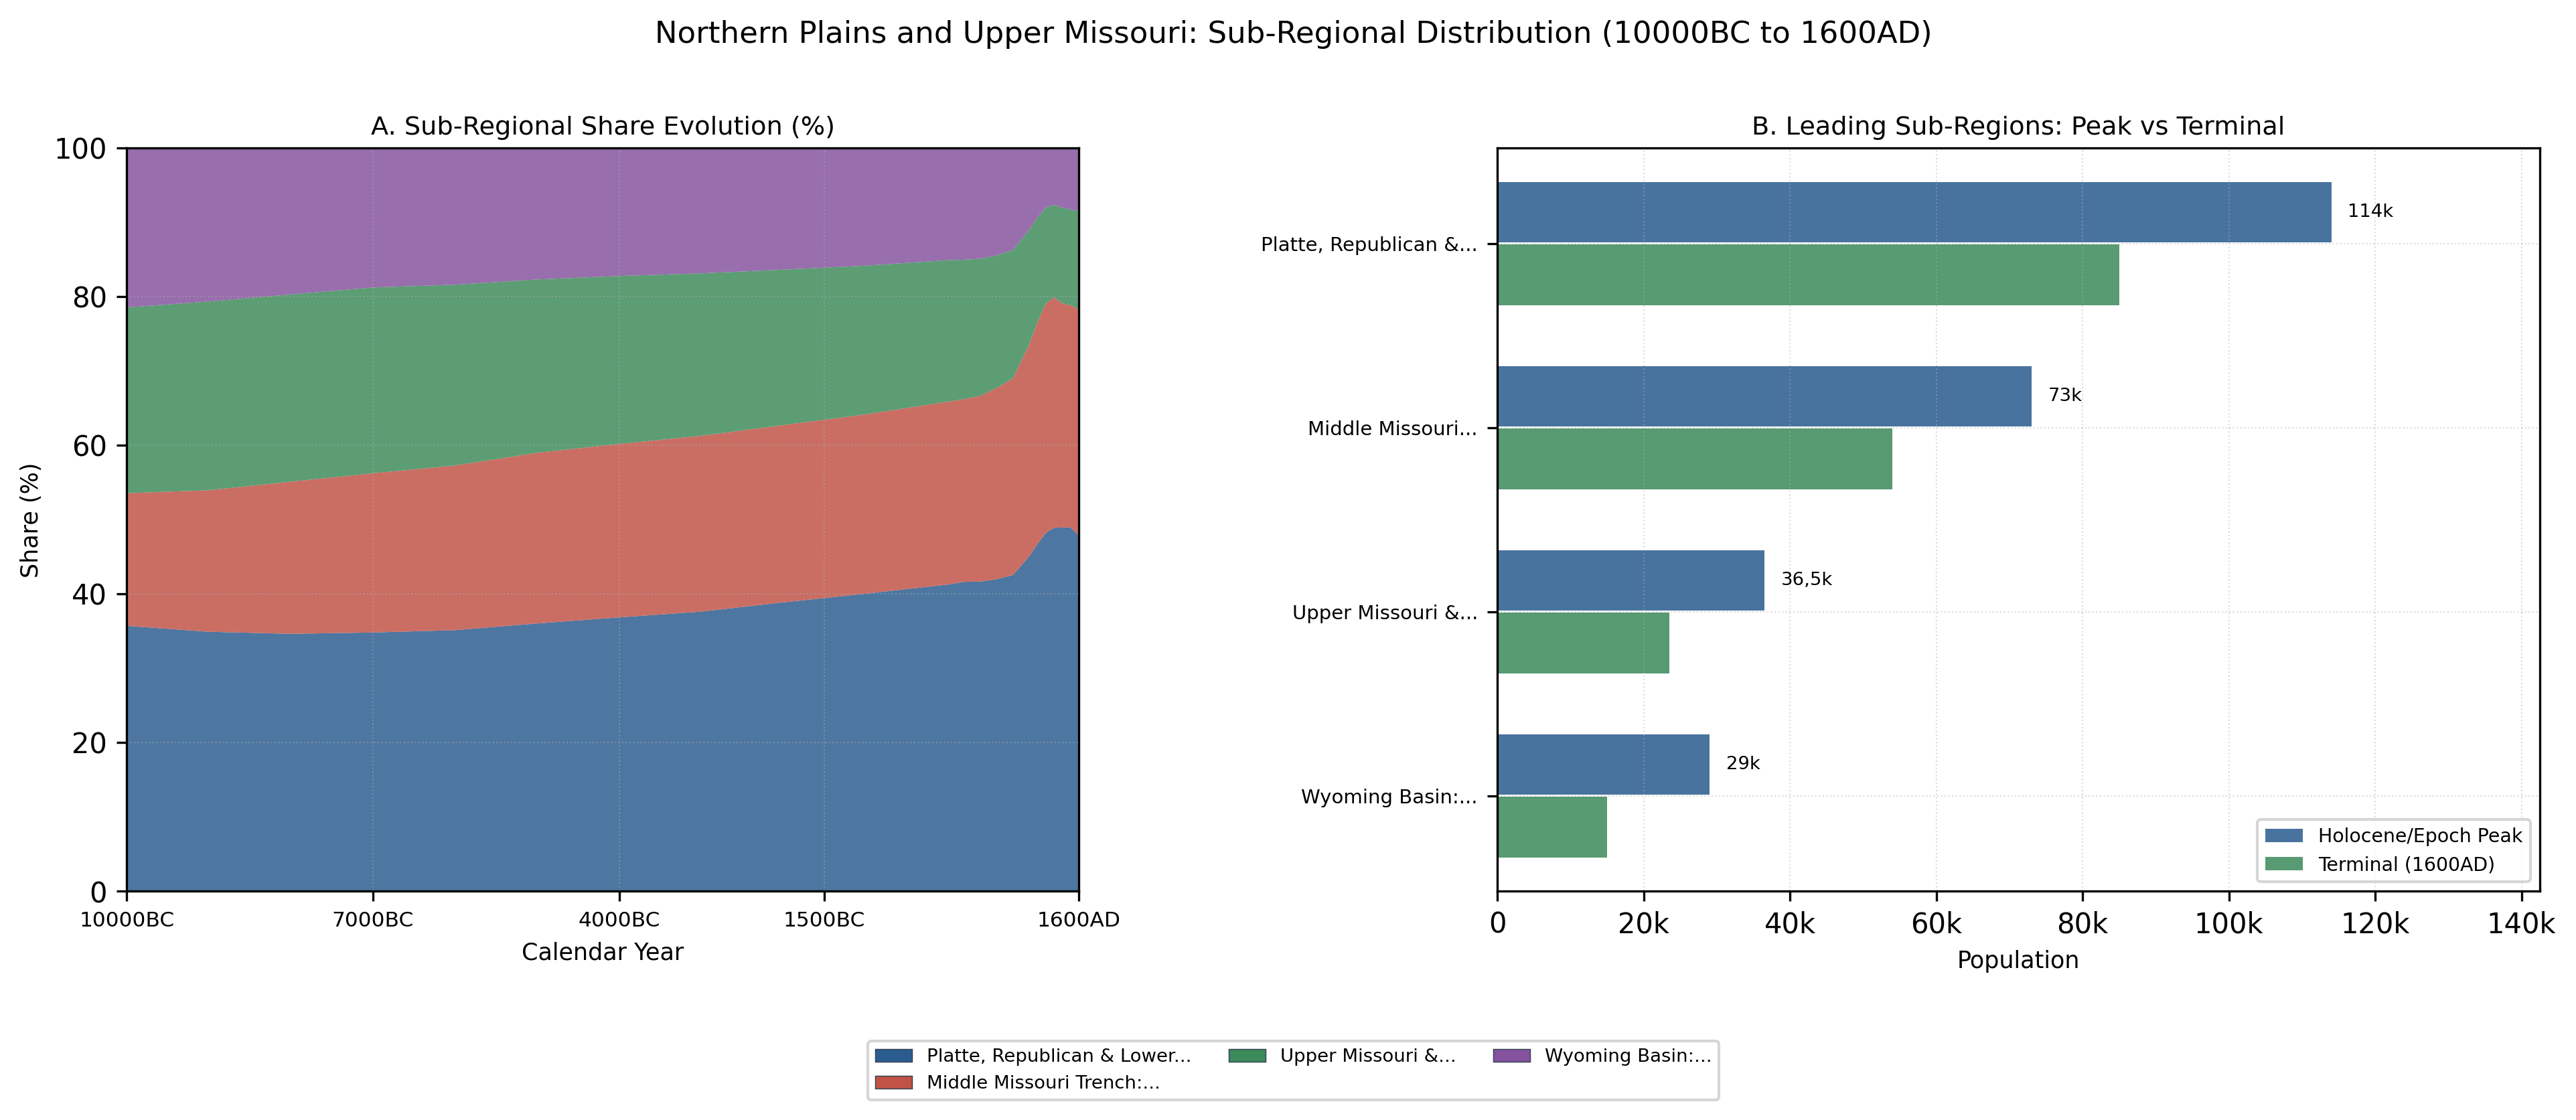 Northern Plains and Upper Missouri: Sub-Regional Distribution (10000BC to 1600AD)
A. Sub-Regional Share Evolution (%)
100
80
60
40
20
0
Share (%)
10000BC
7000BC
4000BC
1500BC
1600AD
Calendar Year
B. Leading Sub-Regions: Peak vs Terminal
Platte, Republican &...
114k
Middle Missouri...
73k
Upper Missouri &...
36,5k
Wyoming Basin:...
29k
Holocene/Epoch Peak
Terminal (1600AD)
0
20k
40k
60k
80k
100k
120k
140k
Population
Platte, Republican & Lower...
Middle Missouri Trench:...
Upper Missouri &...
Wyoming Basin:...